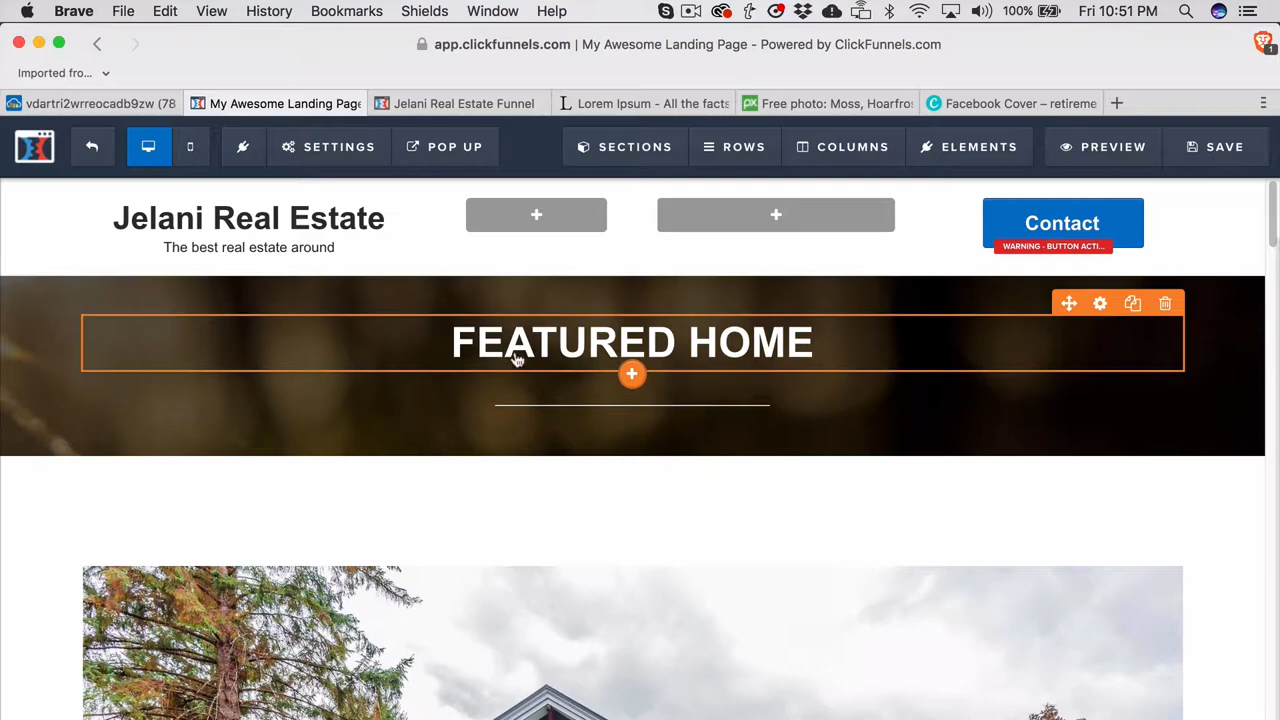 Brave File Edit View History Bookmarks Shields Window Help 100% Fri 10:51 PM
app.clickfunnels.com | My Awesome Landing Page - Powered by ClickFunnels.com
1
Imported fro...
vdartri2wrreocadb9zw (78 My Awesome Landing Page Jelani Real Estate Funnel Lorem Ipsum - All the facts Free photo: Moss, Hoarfros Facebook Cover – retireme
SETTINGS POP UP SECTIONS ROWS COLUMNS ELEMENTS PREVIEW SAVE
Jelani Real Estate
The best real estate around
Contact
WARNING - BUTTON ACTI...
FEATURED HOME